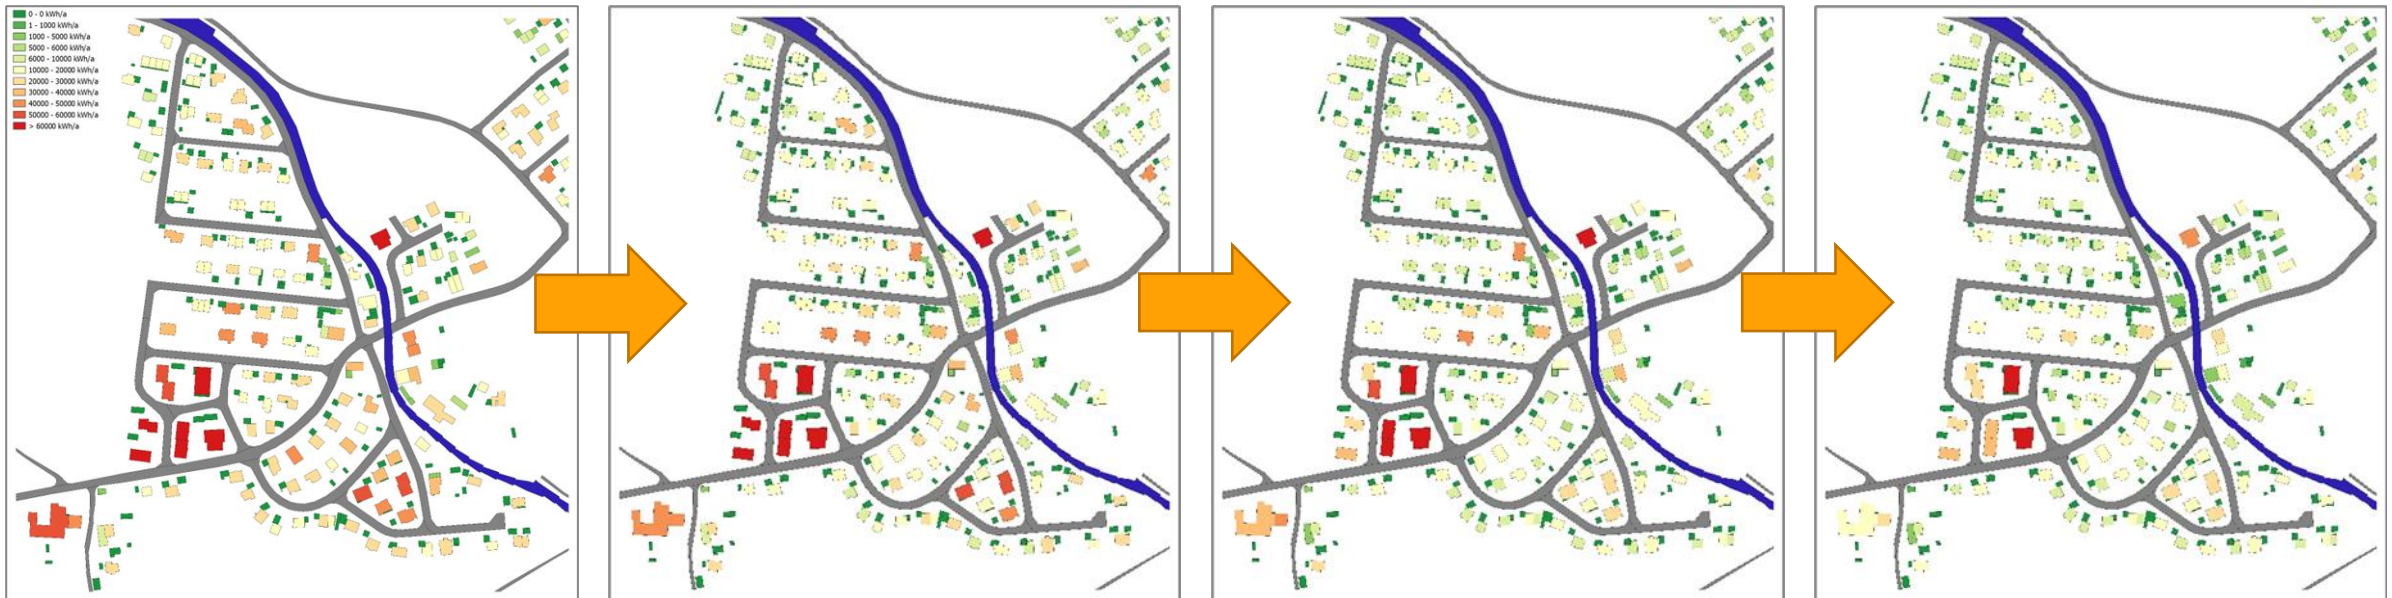 0 - 0 kWh/a
1 - 1000 kWh/a
1000 - 5000 kWh/a
5000 - 6000 kWh/a
6000 - 10000 kWh/a
10000 - 20000 kWh/a
20000 - 30000 kWh/a
30000 - 40000 kWh/a
40000 - 50000 kWh/a
50000 - 60000 kWh/a
> 60000 kWh/a